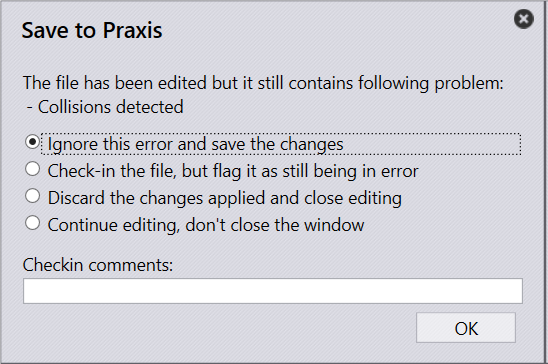 Save to Praxis
The file has been edited but it still contains following problem:
- Collisions detected
Ignore this error and save the changes
Check-in the file, but flag it as still being in error
Discard the changes applied and close editing
Continue editing, don't close the window
Checkin comments:
OK